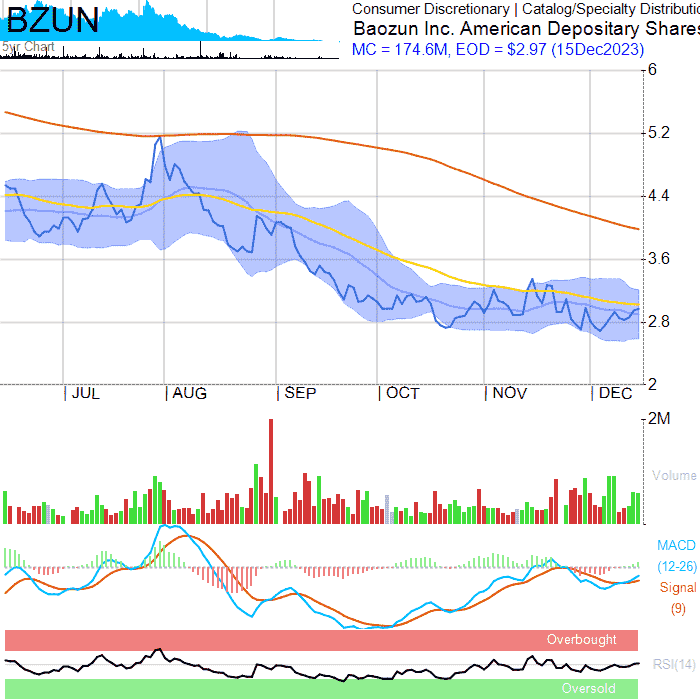 BZUN
5yr Chart
Consumer Discretionary | Catalog/Specialty Distributio
Baozun Inc. American Depositary Shares
MC = 174.6M, EOD = $2.97 (15Dec2023)
6
5.2
4.4
3.6
2.8
2
JUL
AUG
SEP
OCT
NOV
DEC
2M
Volume
MACD
(12-26)
Signal
(9)
Overbought
RSI(14)
Oversold